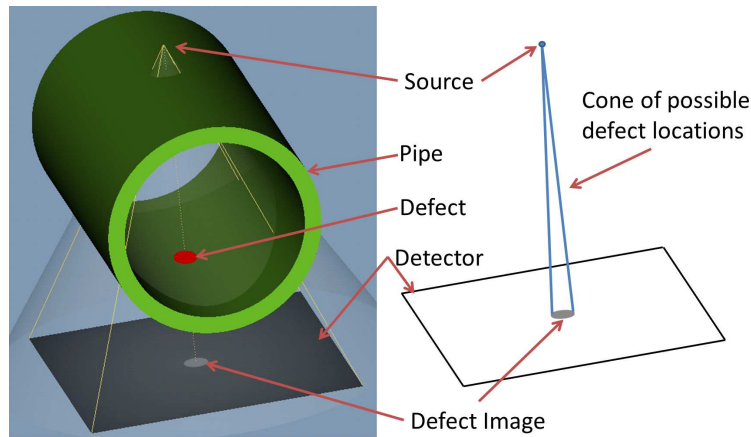 Source
Cone of possible
defect locations
Pipe
Defect
Detector
Defect Image